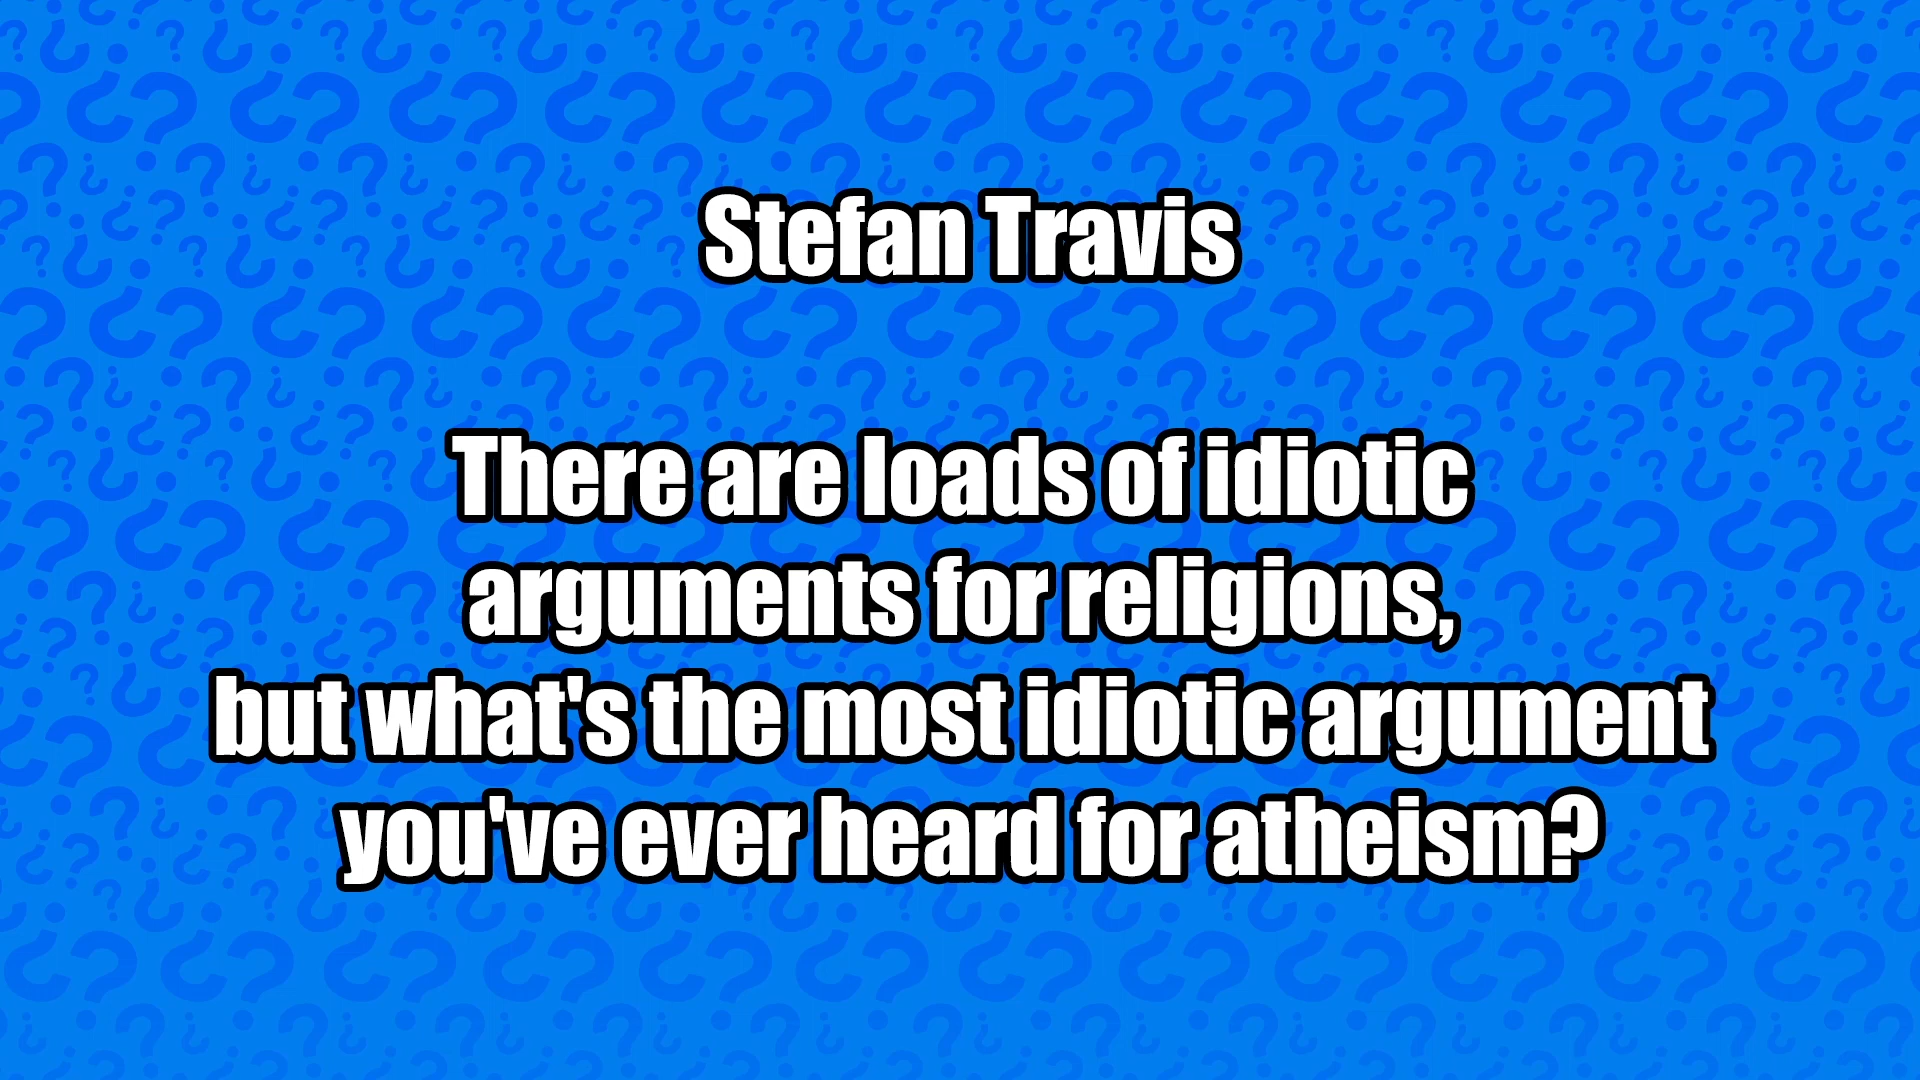 Stefan Travis
There are loads of idiotic
arguments for religions,
but what's the most idiotic argument
you've ever heard for atheism?